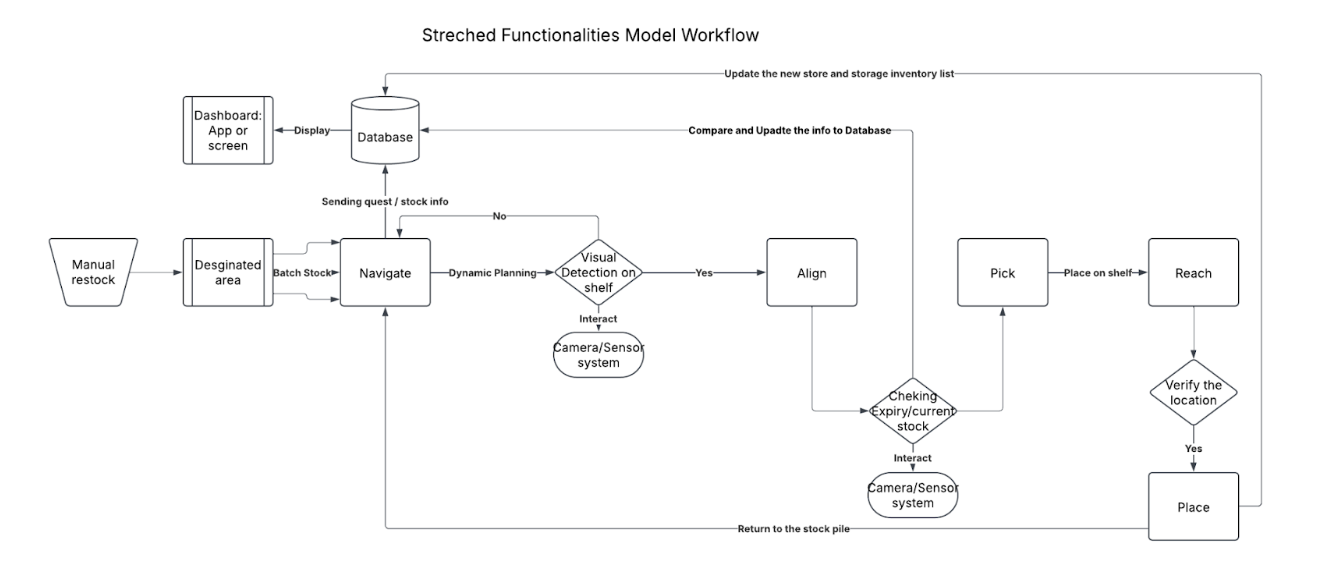 Streched Functionalities Model Workflow
Update the new store and storage inventory list
Dashboard:
App or
screen
Display
Database
Compare and Upadte the info to Database
Sending quest / stock info
No
Manual
restock
Desginated
area
Batch Stock
Navigate
Dynamic Planning
Visual
Detection on
shelf
Yes
Align
Pick
Place on shelf
Reach
Interact
Camera/Sensor
system
Cheking
Expiry/current
stock
Verify the
location
Interact
Yes
Camera/Sensor
system
Place
Return to the stock pile